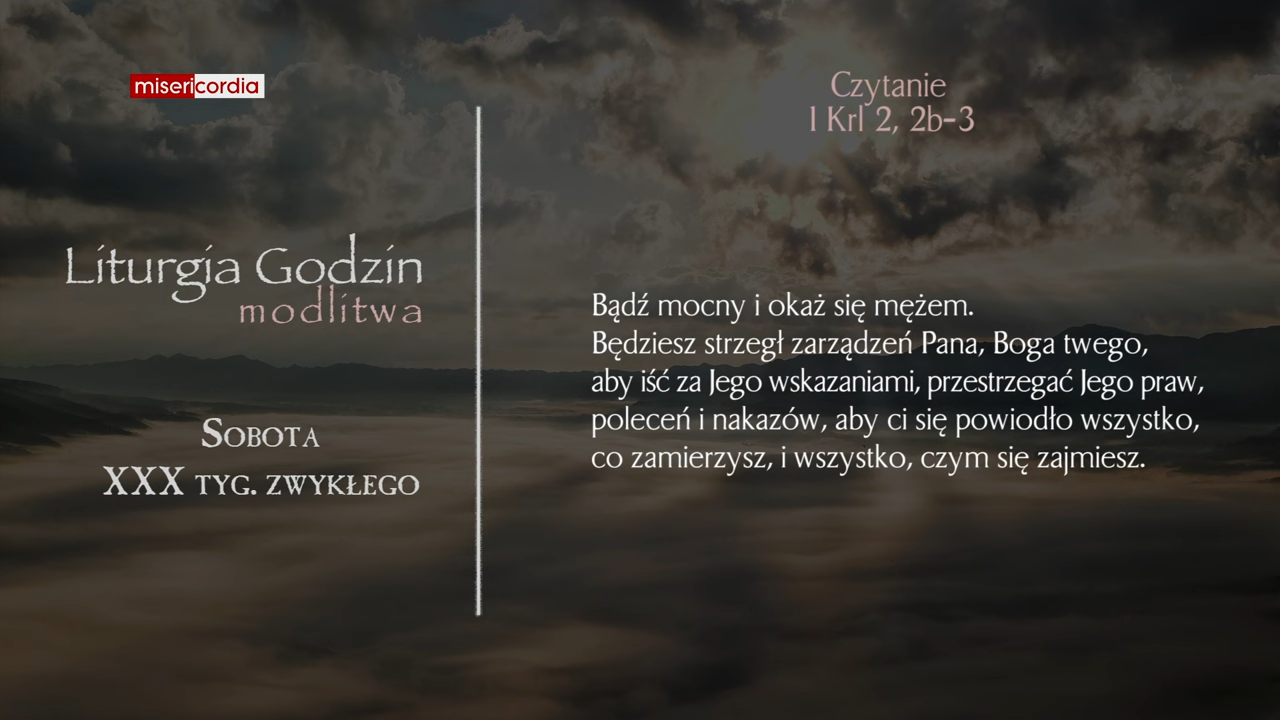 misericordia
Liturgia Godzin
modlitwa
Sobota
XXX tyg. zwykłego
Czytanie
1 Krl 2, 2b-3
Bądź mocny i okaż się mężem.
Będziesz strzegł zarządzeń Pana, Boga twego,
aby iść za Jego wskazaniami, przestrzegać Jego praw,
poleceń i nakazów, aby ci się powiodło wszystko,
co zamierzysz, i wszystko, czym się zajmiesz.